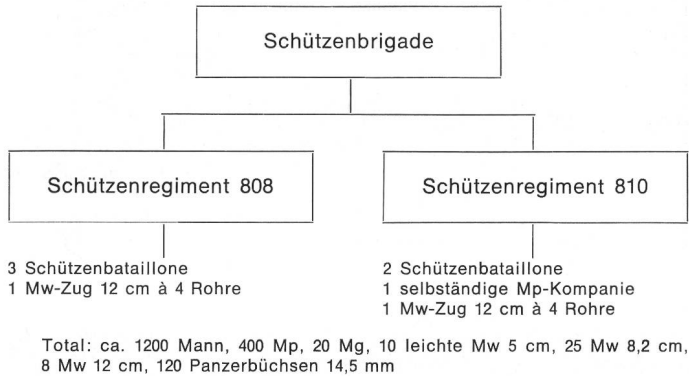 Schützenbrigade
Schützenregiment 808
3 Schützenbataillone
1 Mw-Zug 12 cm à 4 Rohre
Schützenregiment 810
2 Schützenbataillone
1 selbständige Mp-Kompanie
1 Mw-Zug 12 cm à 4 Rohre
Total: ca. 1200 Mann, 400 Mp, 20 Mg, 10 leichte Mw 5 cm, 25 Mw 8,2 cm,
8 Mw 12 cm, 120 Panzerbüchsen 14,5 mm